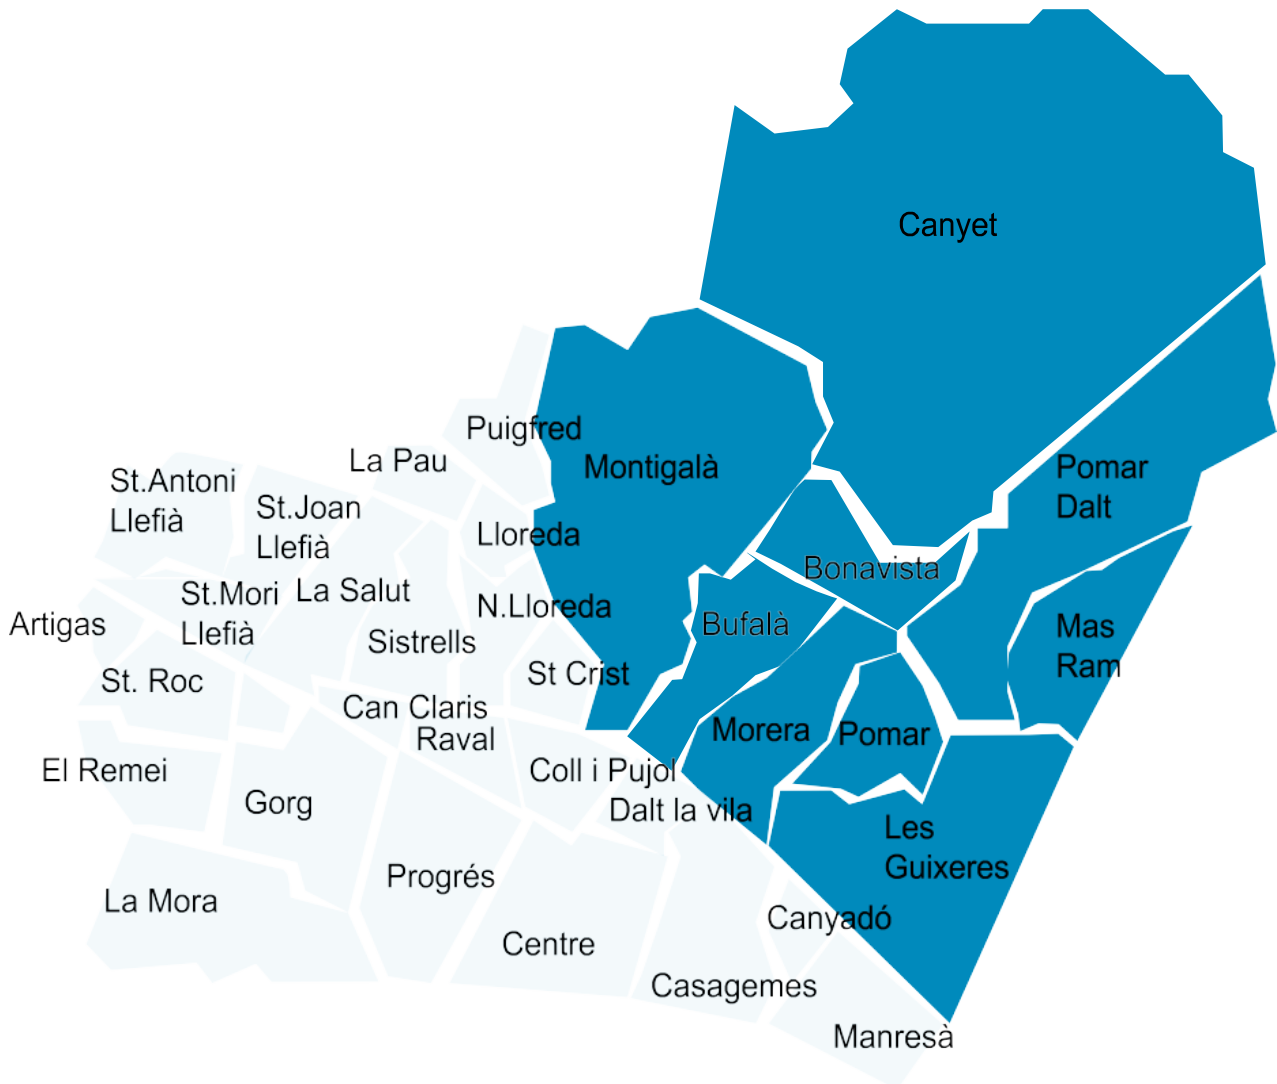 Canyet
Puigfred
La Pau
Montigalà
Pomar
Dalt
St.Antoni
Llefià
St.Joan
Llefià
Lloreda
Bonavista
St.Mori
Llefià
La Salut
N.Lloreda
Artigas
Bufalà
Mas
Ram
Sistrells
St. Roc
St Crist
Can Claris
Raval
Morera
Pomar
El Remei
Coll i Pujol
Gorg
Dalt la vila
Les
Guixeres
Progrés
La Mora
Canyadó
Centre
Casagemes
Manresà